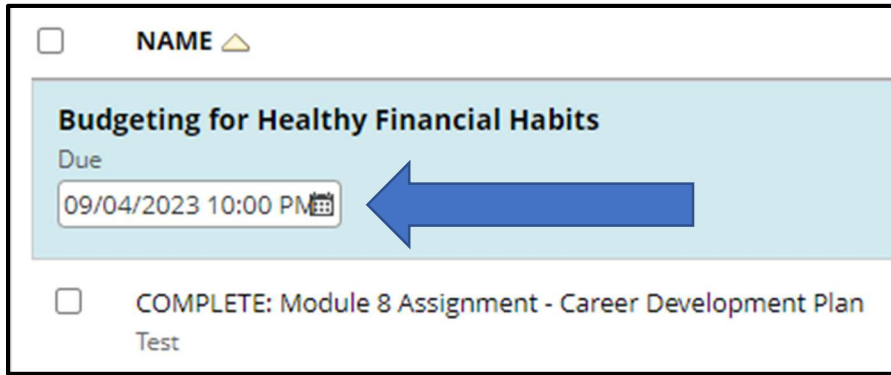 NAME
Budgeting for Healthy Financial Habits
Due
09/04/2023 10:00 PM
COMPLETE: Module 8 Assignment - Career Development Plan
Test